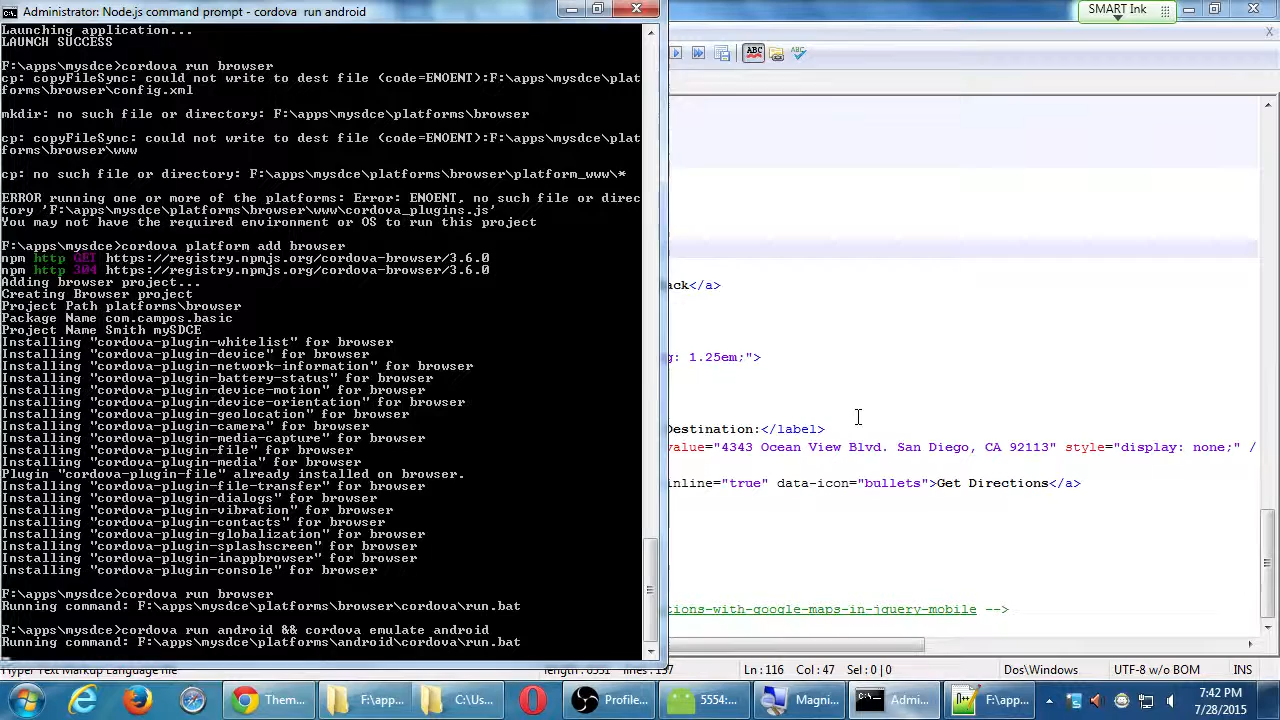 Administrator: Node.js command prompt - cordova  run android
SMART Ink
Launching application...
LAUNCH SUCCESS
F:\apps\mysdce>cordova run browser
cp: copyFileSync: could not write to dest file (code=ENOENT):F:\apps\mysdce\plat
forms\browser\config.xml
mkdir: no such file or directory: F:\apps\mysdce\platforms\browser
cp: copyFileSync: could not write to dest file (code=ENOENT):F:\apps\mysdce\plat
forms\browser\www
cp: no such file or directory: F:\apps\mysdce\platforms\browser\platform_www\*
ERROR running one or more of the platforms: Error: ENOENT, no such file or direc
tory 'F:\apps\mysdce\platforms\browser\www\cordova_plugins.js'
You may not have the required environment or OS to run this project
F:\apps\mysdce>cordova platform add browser
npm http GET https://registry.npmjs.org/cordova-browser/3.6.0
npm http 304 https://registry.npmjs.org/cordova-browser/3.6.0
Adding browser project...
Creating Browser project
Project Path platforms\browser
Package Name com.campos.basic
Project Name Smith mySDCE
Installing "cordova-plugin-whitelist" for browser
Installing "cordova-plugin-device" for browser
Installing "cordova-plugin-network-information" for browser
Installing "cordova-plugin-battery-status" for browser
Installing "cordova-plugin-device-motion" for browser
Installing "cordova-plugin-device-orientation" for browser
Installing "cordova-plugin-geolocation" for browser
Installing "cordova-plugin-camera" for browser
Installing "cordova-plugin-media-capture" for browser
Installing "cordova-plugin-file" for browser
Installing "cordova-plugin-media" for browser
Plugin "cordova-plugin-file" already installed on browser.
Installing "cordova-plugin-file-transfer" for browser
Installing "cordova-plugin-dialogs" for browser
Installing "cordova-plugin-vibration" for browser
Installing "cordova-plugin-contacts" for browser
Installing "cordova-plugin-globalization" for browser
Installing "cordova-plugin-splashscreen" for browser
Installing "cordova-plugin-inappbrowser" for browser
Installing "cordova-plugin-console" for browser
F:\apps\mysdce>cordova run browser
Running command: F:\apps\mysdce\platforms\browser\cordova\run.bat
F:\apps\mysdce>cordova run android && cordova emulate android
Running command: F:\apps\mysdce\platforms\android\cordova\run.bat
ABC
ABC
ack</a>
g: 1.25em;">
Destination:</label>
value="4343 Ocean View Blvd. San Diego, CA 92113" style="display: none;" /
inline="true" data-icon="bullets">Get Directions</a>
tions-with-google-maps-in-jquery-mobile -->
Hyper Text Markup Language file
Ln : 116 Col : 47 Sel : 0 | 0
Dos\Windows
UTF-8 w/o BOM
INS
Them...
F:\app...
C:\Us...
Profile...
5554:...
Magni...
Admi...
F:\app...
7:42 PM
7/28/2015